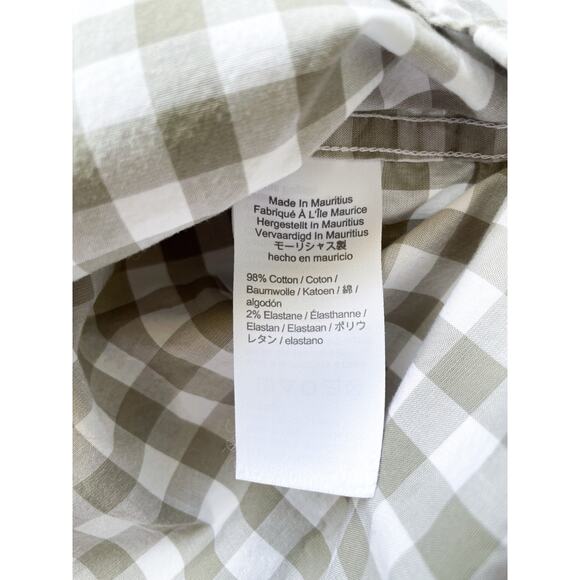 Made In Mauritius
Fabriqué À L'Île Maurice
Hergestellt In Mauritius
Vervaardigd In Mauritius
モーリシャス製
hecho en mauricio
98% Cotton / Coton /
Baumwolle / Katoen / 綿 /
algodón
2% Elastane / Élasthanne /
Elastan / Elastaan / ポリウ
レタン / elastano